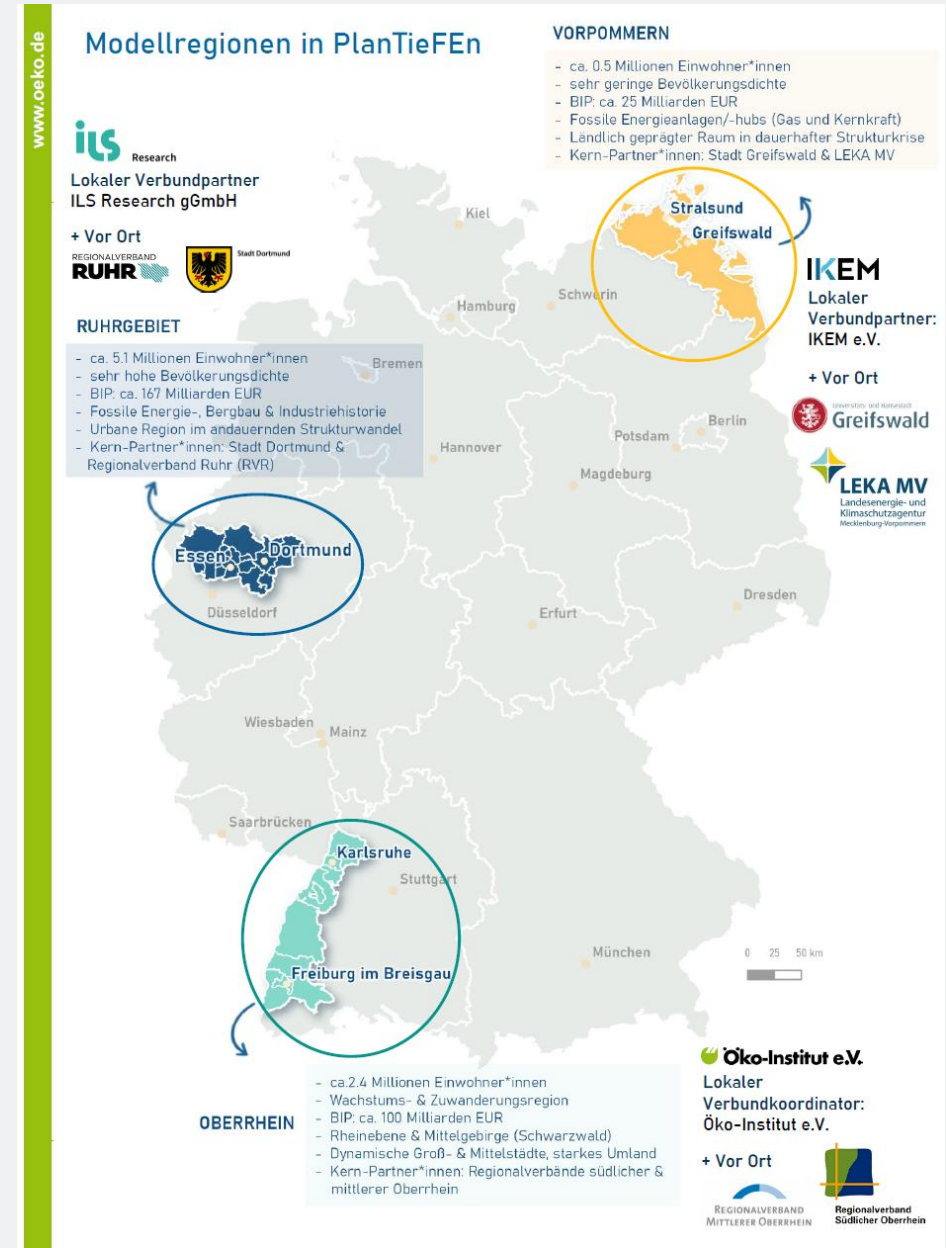 www.oeko.de
Modellregionen in PlanTieFEn
VORPOMMERN
- ca. 0.5 Millionen Einwohner*innen
- sehr geringe Bevölkerungsdichte
- BIP: ca. 25 Milliarden EUR
- Fossile Energieanlagen/-hubs (Gas und Kernkraft)
- Ländlich geprägter Raum in dauerhafter Strukturkrise
- Kern-Partner*innen: Stadt Greifswald & LEKA MV
ils
Research
Lokaler Verbundpartner
ILS Research gGmbH
+ Vor Ort
REGIONALVERBAND
RUHR
Stadt Dortmund
RUHRGEBIET
- ca. 5.1 Millionen Einwohner*innen
- sehr hohe Bevölkerungsdichte
- BIP: ca. 167 Milliarden EUR
- Fossile Energie-, Bergbau & Industriehistorie
- Urbane Region im andauernden Strukturwandel
- Kern-Partner*innen: Stadt Dortmund &
Regionalverband Ruhr (RVR)
Kiel
Stralsund
Greifswald
Hamburg
Schwerin
Bremen
Hannover
Berlin
Potsdam
Magdeburg
IKEM
Lokaler
Verbundpartner:
IKEM e.V.
+ Vor Ort
Universitäts- und Hansestadt
Greifswald
LEKA MV
Landesenergie- und
Klimaschutzagentur
Mecklenburg-Vorpommern
Essen
Dortmund
Düsseldorf
Erfurt
Dresden
Wiesbaden
Mainz
Saarbrücken
Karlsruhe
Stuttgart
Freiburg im Breisgau
München
0 25 50 km
OBERRHEIN
- ca.2.4 Millionen Einwohner*innen
- Wachstums- & Zuwanderungsregion
- BIP: ca. 100 Milliarden EUR
- Rheinebene & Mittelgebirge (Schwarzwald)
- Dynamische Groß- & Mittelstädte, starkes Umland
- Kern-Partner*innen: Regionalverbände südlicher &
mittlerer Oberrhein
Öko-Institut e.V.
Lokaler
Verbundkoordinator:
Öko-Institut e.V.
+ Vor Ort
REGIONALVERBAND
MITTLERER OBERRHEIN
Regionalverband
Südlicher Oberrhein